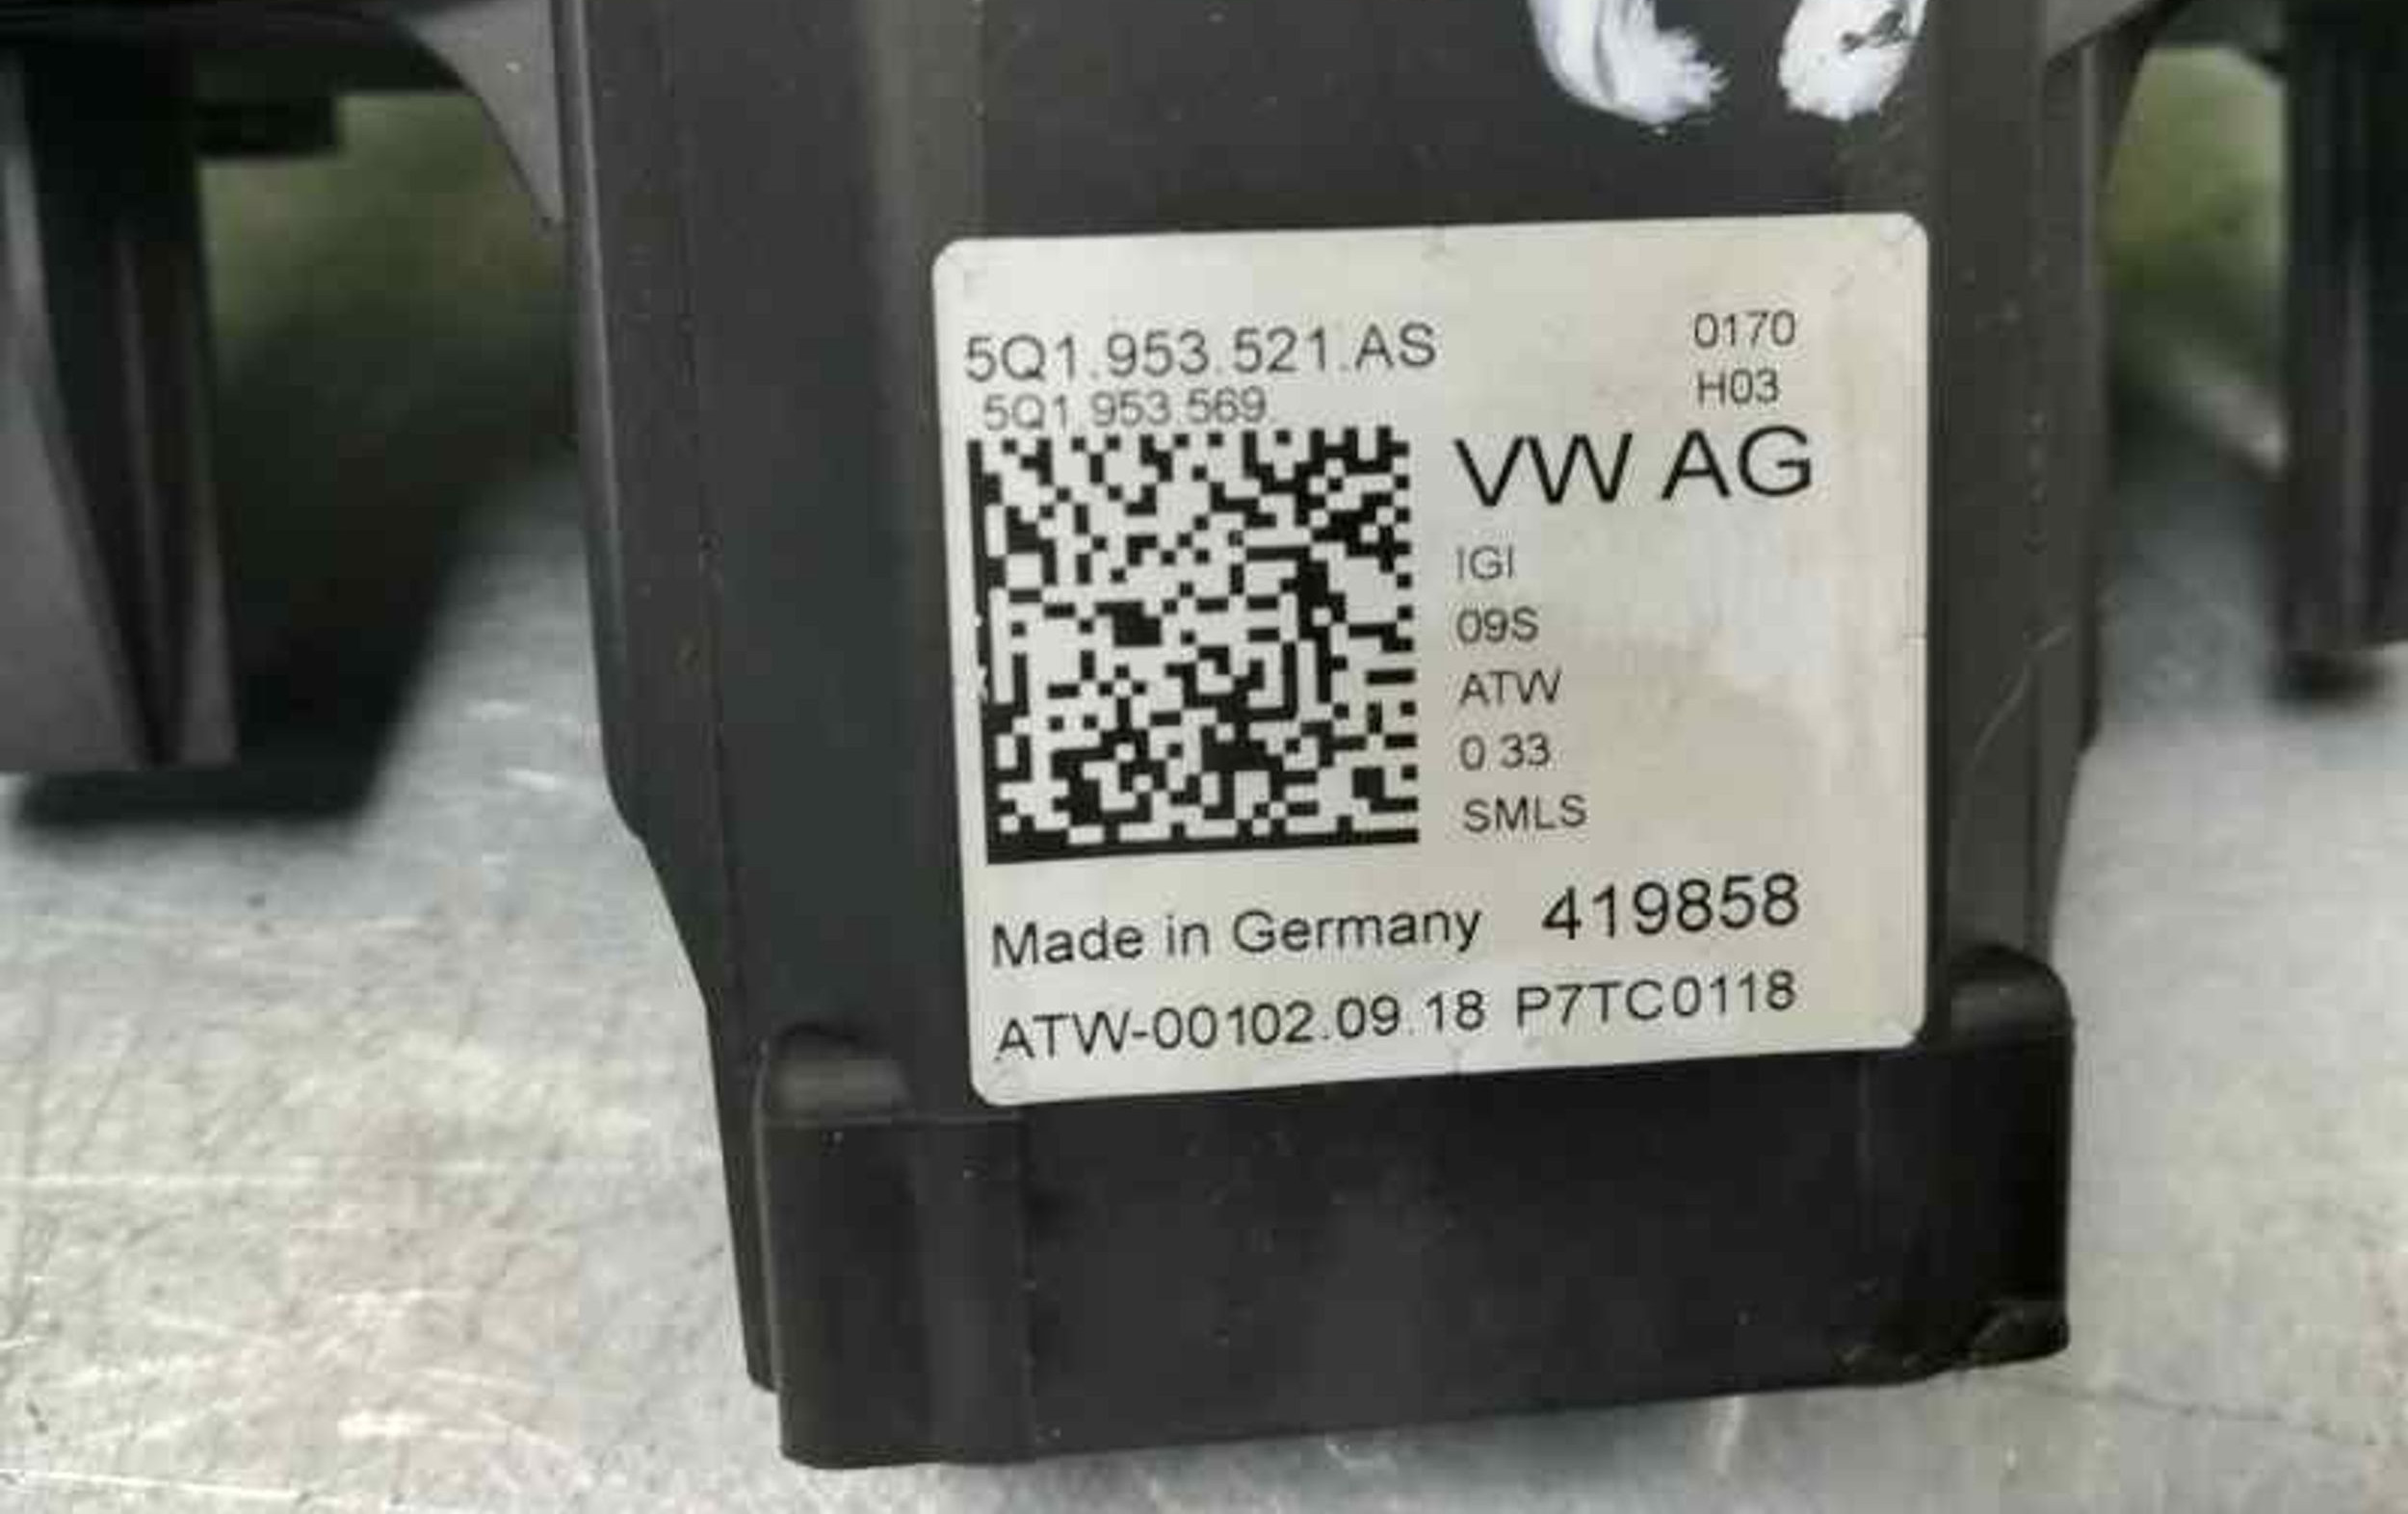 5Q1.953.521.AS
5Q1.953.569.
0170
H03
VW AG
IGI
09S
ATW
0 33
SMLS
Made in Germany 419858
ATW-00102.09.18 P7TC0118